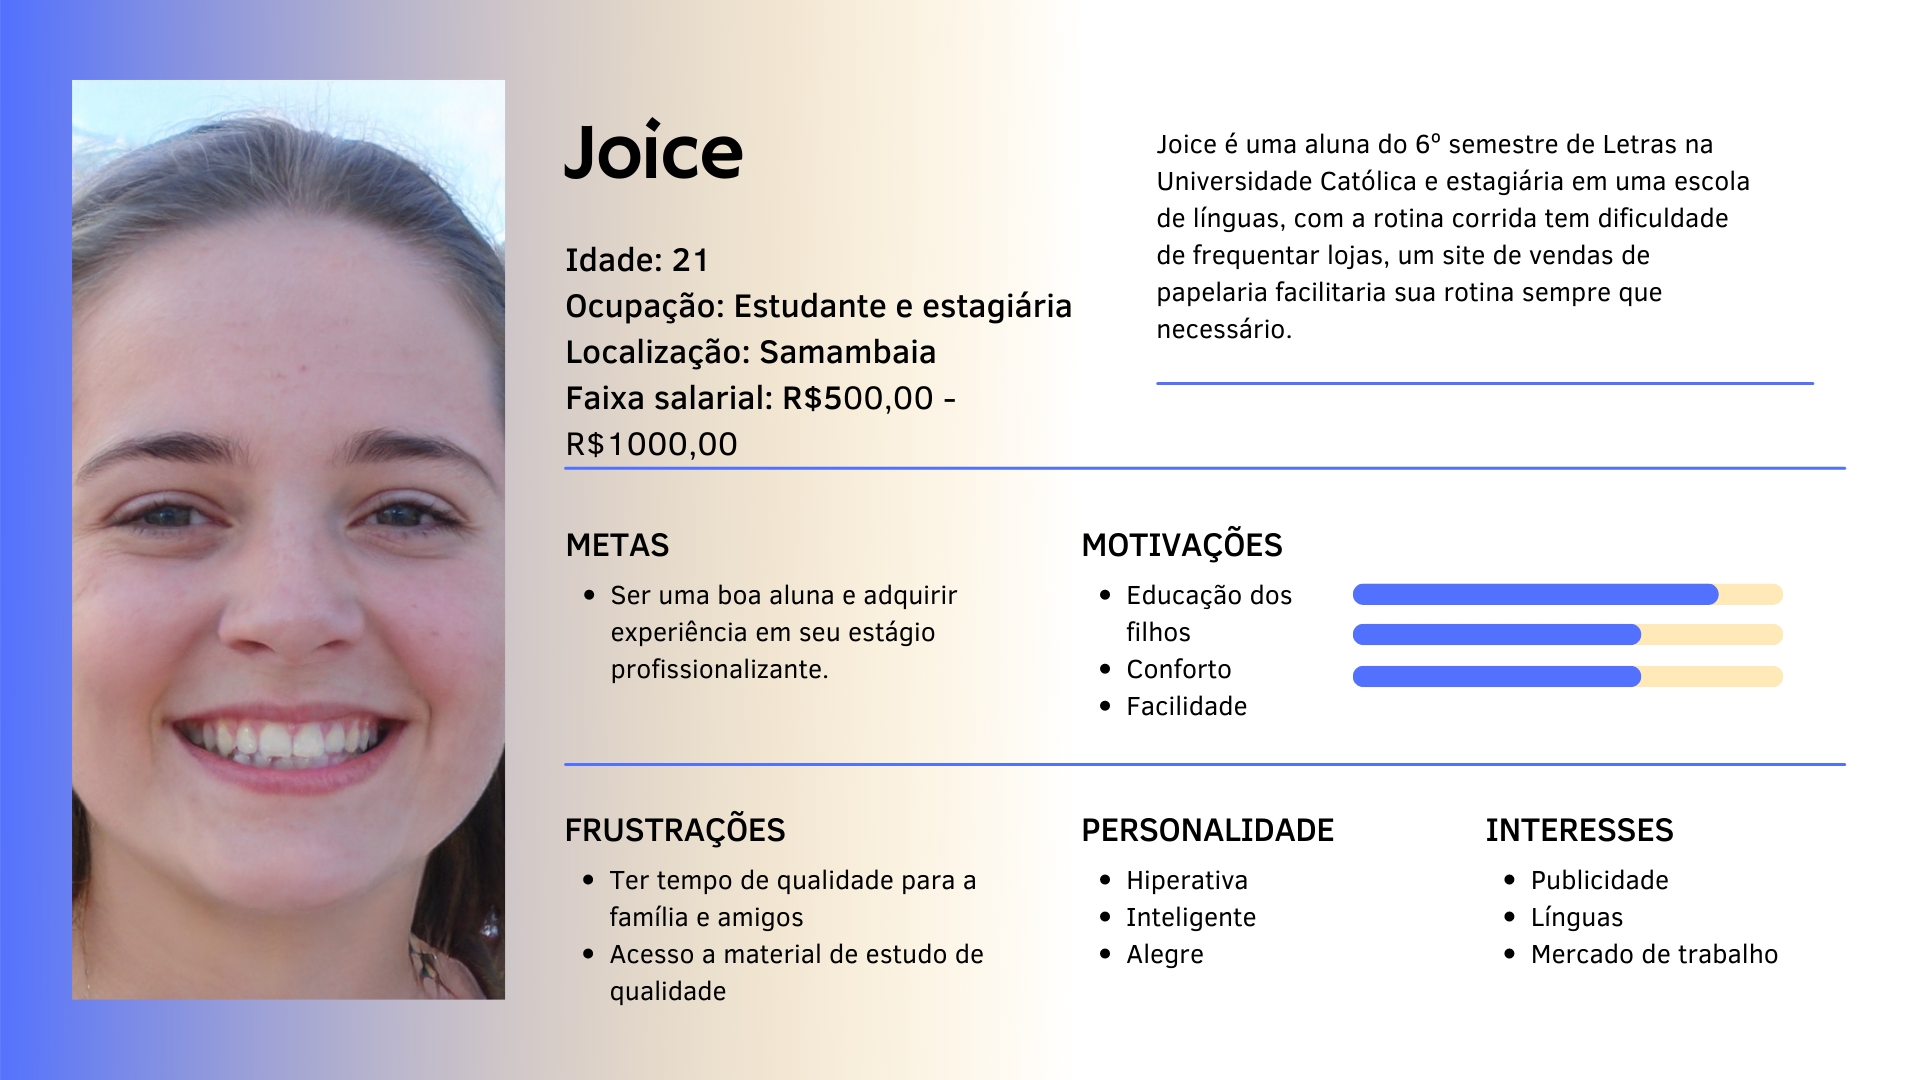 Joice
Idade: 21
Ocupação: Estudante e estagiária
Localização: Samambaia
Faixa salarial: R$500,00 -
R$1000,00
Joice é uma aluna do 6º semestre de Letras na
Universidade Católica e estagiária em uma escola
de línguas, com a rotina corrida tem dificuldade
de frequentar lojas, um site de vendas de
papelaria facilitaria sua rotina sempre que
necessário.
METAS
• Ser uma boa aluna e adquirir
experiência em seu estágio
profissionalizante.
MOTIVAÇÕES
• Educação dos
filhos
• Conforto
• Facilidade
FRUSTRAÇÕES
• Ter tempo de qualidade para a
família e amigos
• Acesso a material de estudo de
qualidade
PERSONALIDADE
• Hiperativa
• Inteligente
• Alegre
INTERESSES
• Publicidade
• Línguas
• Mercado de trabalho